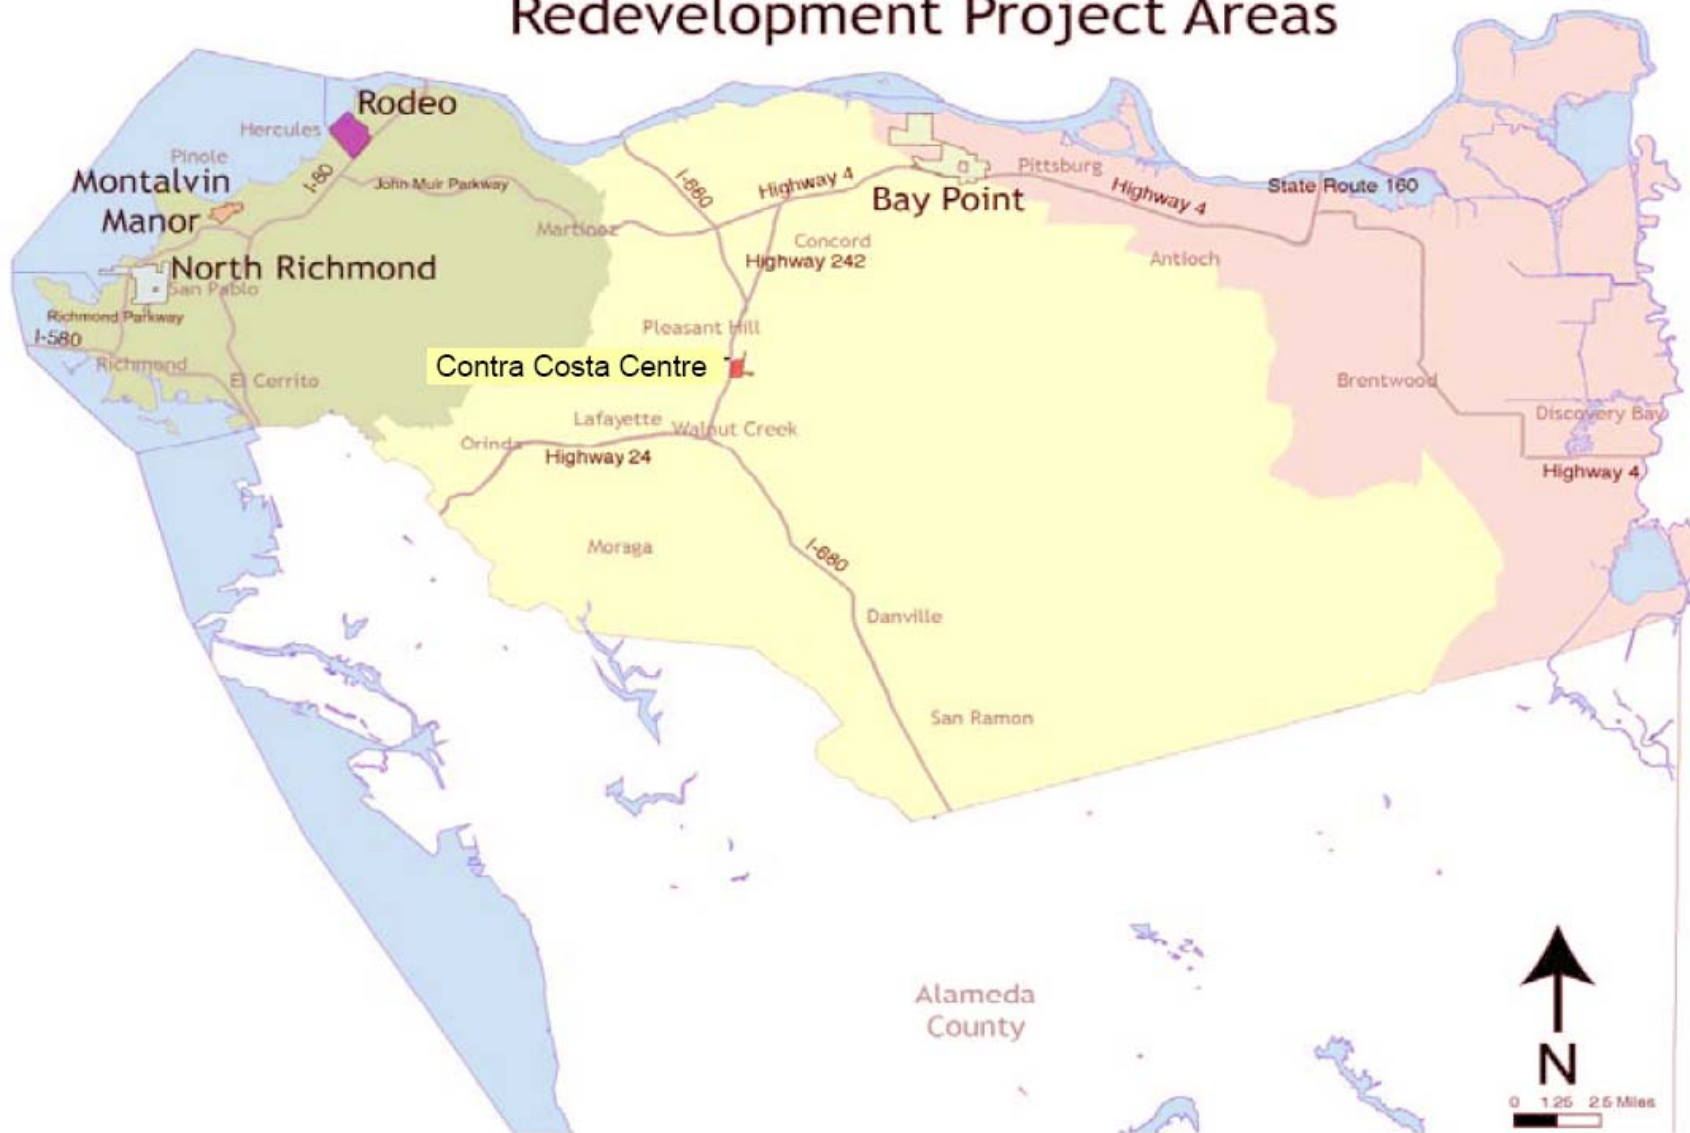 Redevelopment Project Areas
Rodeo
Hercules
Pinole
Montalvin
Manor
I-80
John Muir Parkway
I-680
Highway 4
Pittsburg
Highway 4
State Route 160
Bay Point
Martinez
Concord
Highway 242
Antioch
North Richmond
San Pablo
Richmond Parkway
I-580
Pleasant Hill
Contra Costa Centre
Richmond
El Cerrito
Brentwood
Discovery Bay
Lafayette
Walnut Creek
Orinda
Highway 24
Highway 4
Moraga
I-680
Danville
San Ramon
Alameda
County
N
0 1.25 2.5 Miles